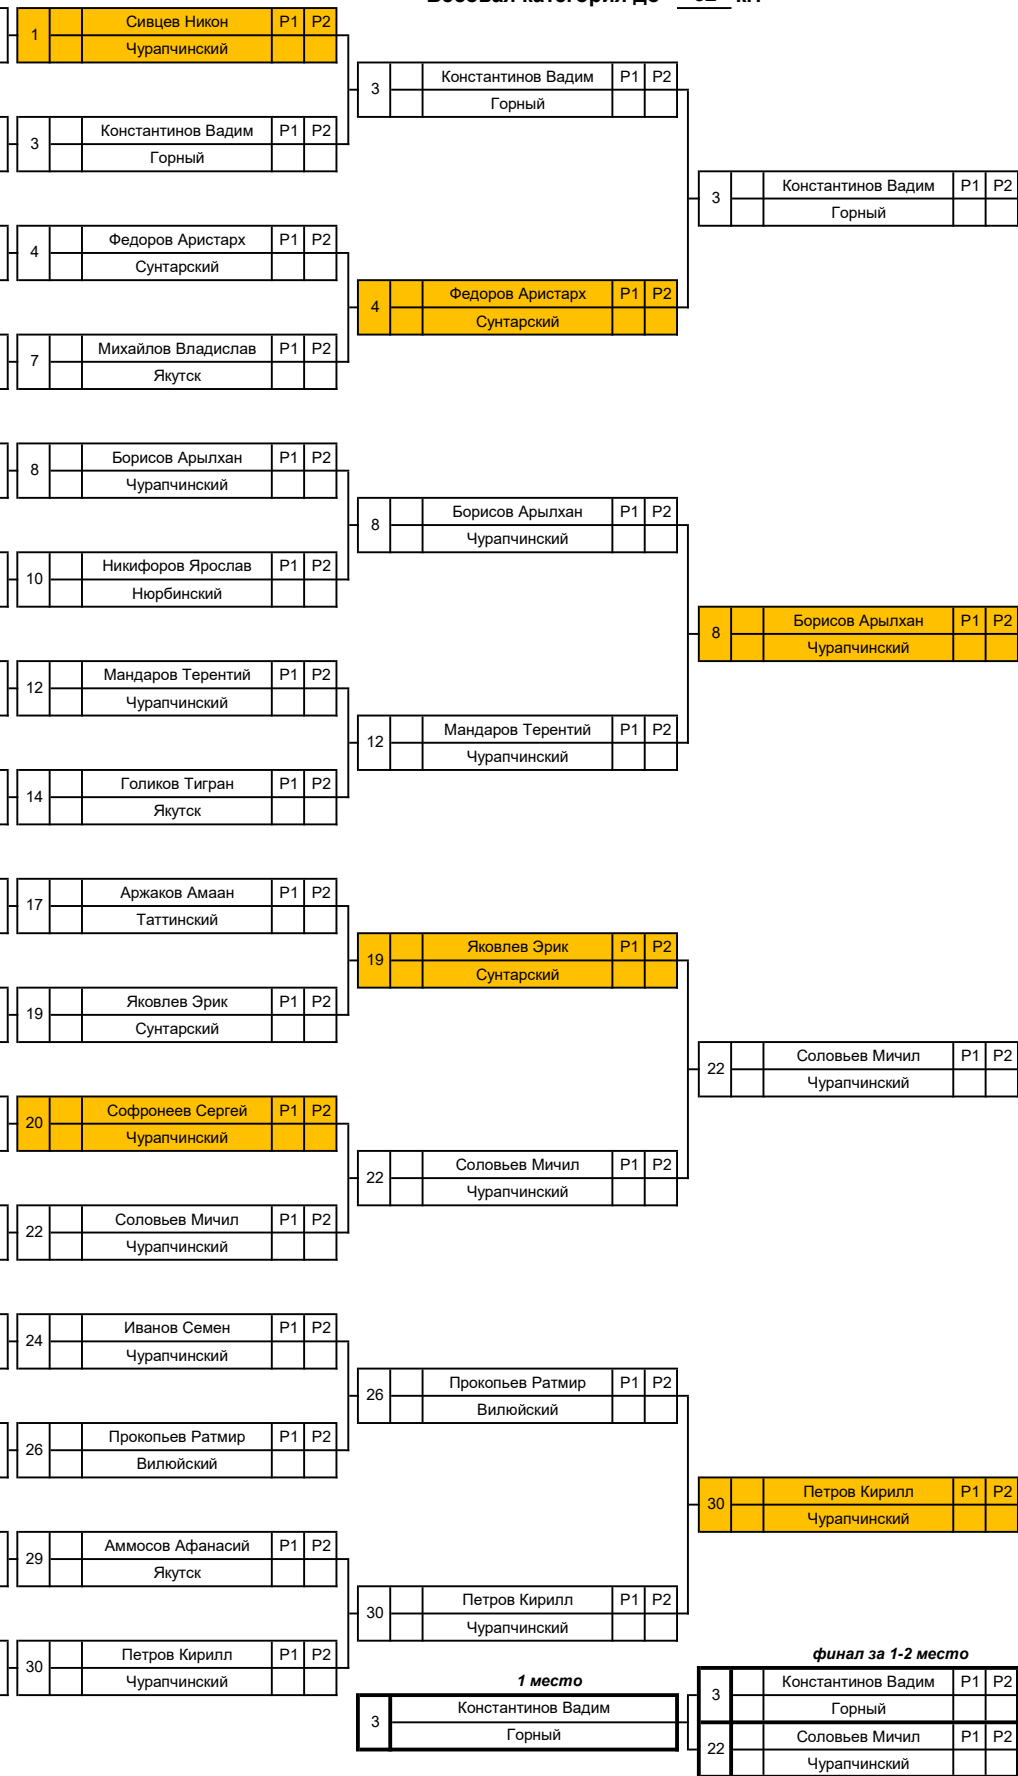 Весовая категория до кг.
1 Сивцев Никон P1 P2
Чурапчинский
3 Константинов Вадим P1 P2
Горный
3 Константинов Вадим P1 P2
Горный
3 Константинов Вадим P1 P2
Горный
4 Федоров Аристарх P1 P2
Сунтарский
4 Федоров Аристарх P1 P2
Сунтарский
7 Михайлов Владислав P1 P2
Якутск
8 Борисов Арылхан P1 P2
Чурапчинский
8 Борисов Арылхан P1 P2
Чурапчинский
10 Никифоров Ярослав P1 P2
Нюрбинский
8 Борисов Арылхан P1 P2
Чурапчинский
12 Мандаров Терентий P1 P2
Чурапчинский
12 Мандаров Терентий P1 P2
Чурапчинский
14 Голиков Тигран P1 P2
Якутск
17 Аржаков Амаан P1 P2
Таттинский
19 Яковлев Эрик P1 P2
Сунтарский
19 Яковлев Эрик P1 P2
Сунтарский
22 Соловьев Мичил P1 P2
Чурапчинский
20 Софронеев Сергей P1 P2
Чурапчинский
22 Соловьев Мичил P1 P2
Чурапчинский
22 Соловьев Мичил P1 P2
Чурапчинский
24 Иванов Семен P1 P2
Чурапчинский
26 Прокопьев Ратмир P1 P2
Вилюйский
26 Прокопьев Ратмир P1 P2
Вилюйский
30 Петров Кирилл P1 P2
Чурапчинский
29 Аммосов Афанасий P1 P2
Якутск
30 Петров Кирилл P1 P2
Чурапчинский
30 Петров Кирилл P1 P2
Чурапчинский
финал за 1-2 место
1 место
3 Константинов Вадим P1 P2
Горный
3 Константинов Вадим
Горный
22 Соловьев Мичил P1 P2
Чурапчинский